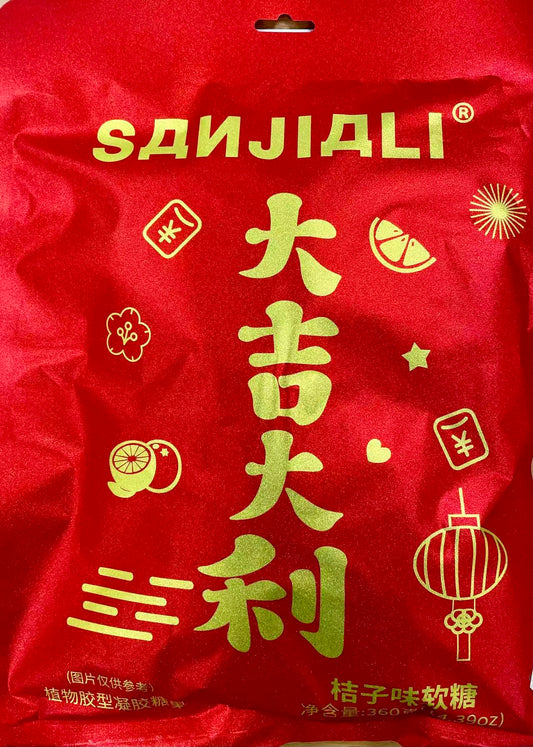 SANJIALI®
大吉大利
(图片仅供参考)
植物胶型凝胶糖果
桔子味软糖
净含量:360
39oz)